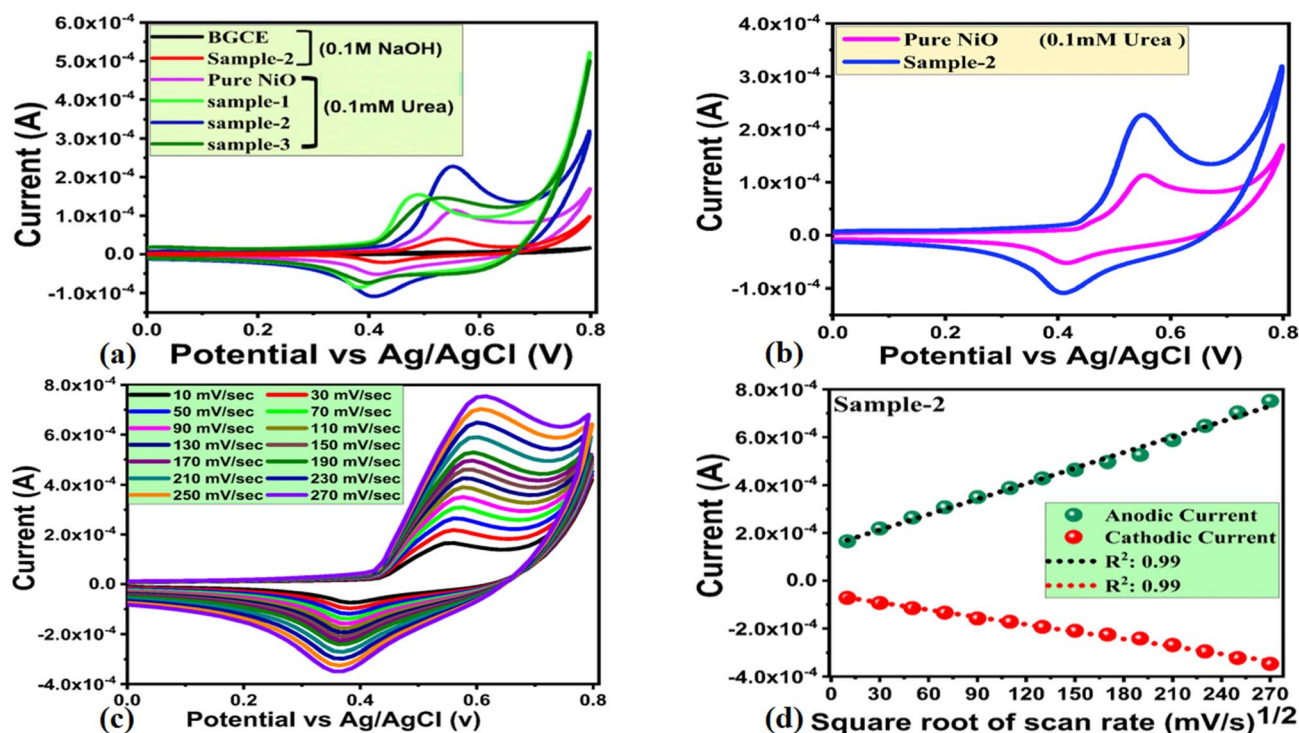 6.0x10⁻⁴
5.0x10⁻⁴
4.0x10⁻⁴
3.0x10⁻⁴
2.0x10⁻⁴
1.0x10⁻⁴
0.0
-1.0x10⁻⁴
Current (A)
BGCE
Sample-2
(0.1M NaOH)
Pure NiO
sample-1
sample-2
sample-3
(0.1mM Urea)
0.0 0.2 0.4 0.6 0.8
(a)
Potential vs Ag/AgCl (V)
4.0x10⁻⁴
3.0x10⁻⁴
2.0x10⁻⁴
1.0x10⁻⁴
0.0
-1.0x10⁻⁴
Current (A)
Pure NiO (0.1mM Urea )
Sample-2
0.0 0.2 0.4 0.6 0.8
(b)
Potential vs Ag/AgCl (V)
8.0x10⁻⁴
6.0x10⁻⁴
4.0x10⁻⁴
2.0x10⁻⁴
0.0
-2.0x10⁻⁴
-4.0x10⁻⁴
Current (A)
10 mV/sec 30 mV/sec
50 mV/sec 70 mV/sec
90 mV/sec 110 mV/sec
130 mV/sec 150 mV/sec
170 mV/sec 190 mV/sec
210 mV/sec 230 mV/sec
250 mV/sec 270 mV/sec
0.0 0.2 0.4 0.6 0.8
(c)
Potential vs Ag/AgCl (v)
8.0x10⁻⁴
6.0x10⁻⁴
4.0x10⁻⁴
2.0x10⁻⁴
0.0
-2.0x10⁻⁴
-4.0x10⁻⁴
Current (A)
Sample-2
Anodic Current
Cathodic Current
R²: 0.99
R²: 0.99
0 30 60 90 120 150 180 210 240 270
(d)
Square root of scan rate (mV/s)^1/2